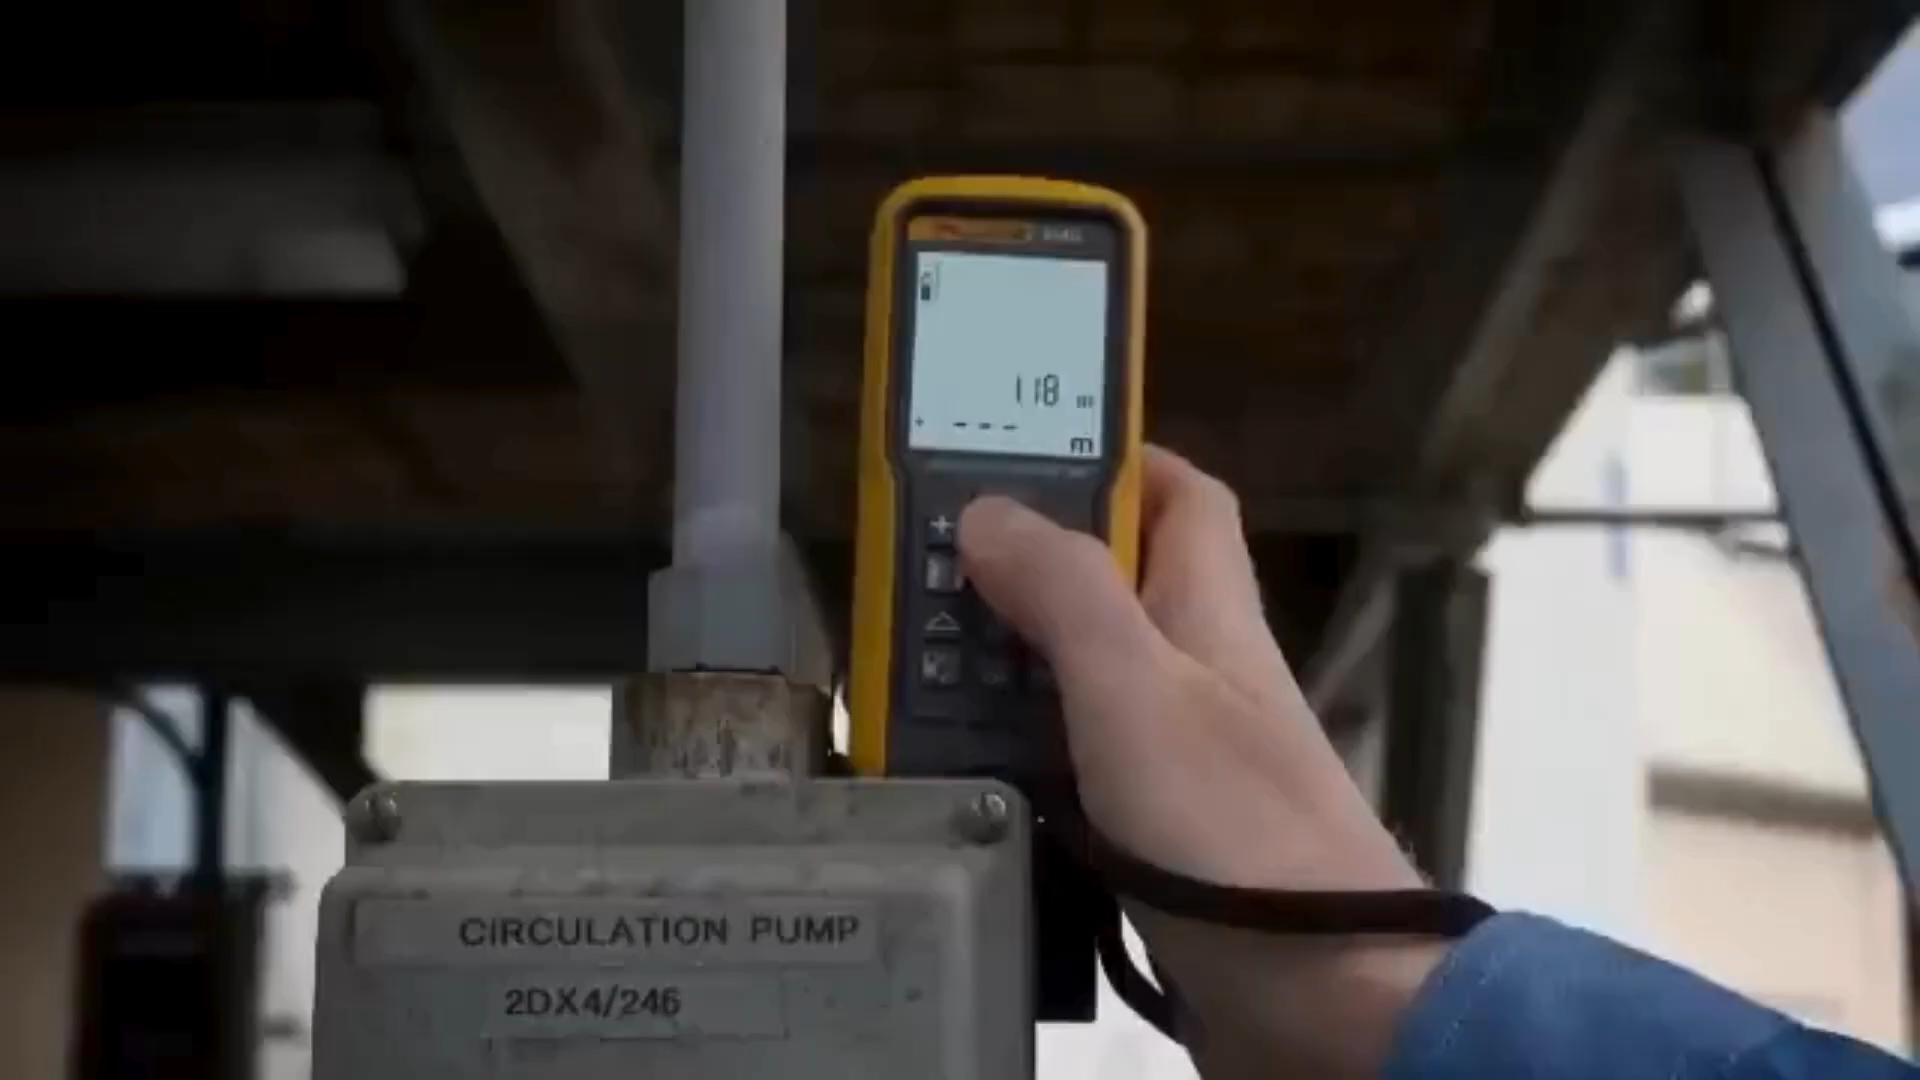 118 m
- - - m
+
CIRCULATION PUMP
2DX4/246